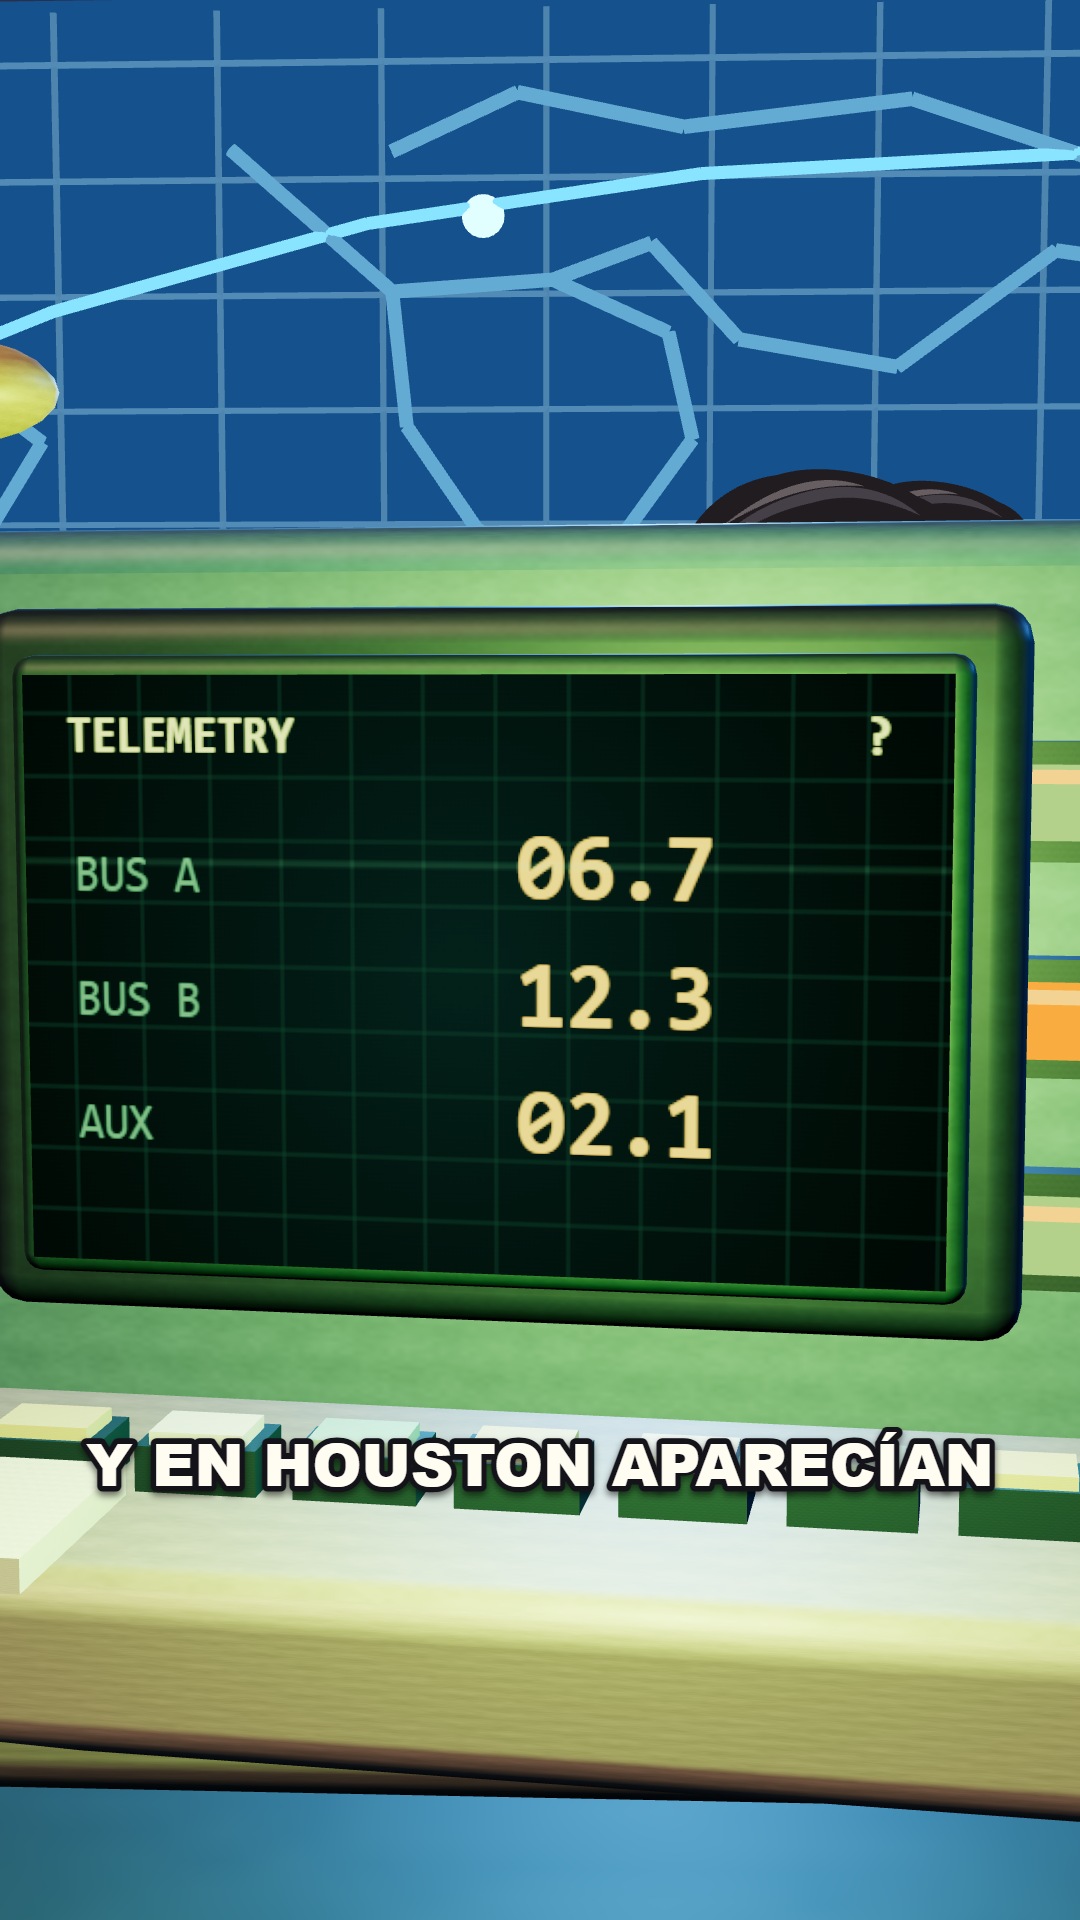 TELEMETRY ?
BUS A 06.7
BUS B 12.3
AUX 02.1
Y EN HOUSTON APARECÍAN